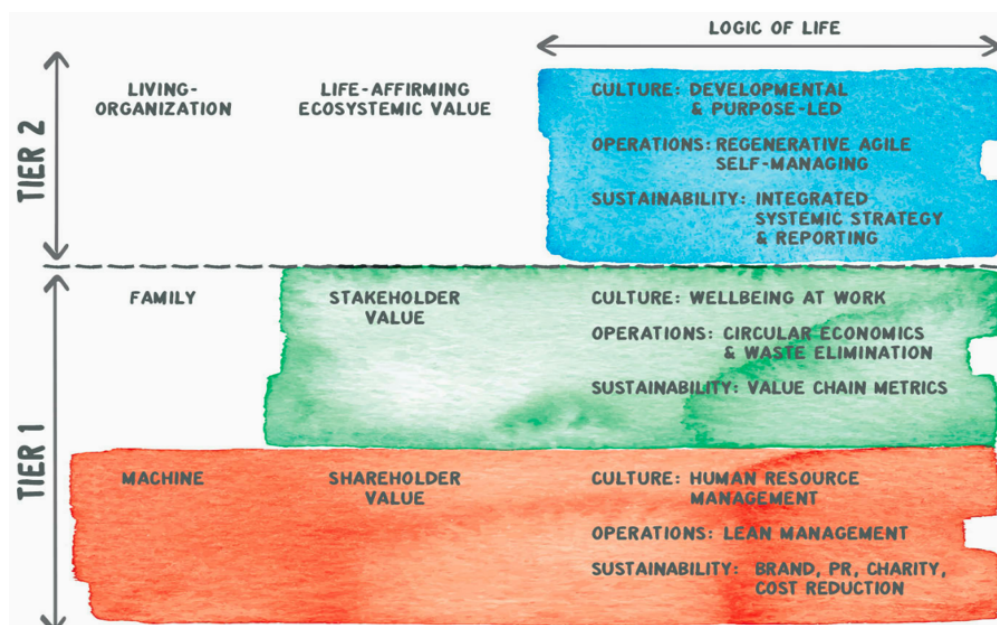 LOGIC OF LIFE
TIER 2
LIVING-
ORGANIZATION
LIFE-AFFIRMING
ECOSYSTEMIC VALUE
CULTURE: DEVELOPMENTAL
& PURPOSE-LED
OPERATIONS: REGENERATIVE AGILE
SELF-MANAGING
SUSTAINABILITY: INTEGRATED
SYSTEMIC STRATEGY
& REPORTING
TIER 1
FAMILY
STAKEHOLDER
VALUE
CULTURE: WELLBEING AT WORK
OPERATIONS: CIRCULAR ECONOMICS
& WASTE ELIMINATION
SUSTAINABILITY: VALUE CHAIN METRICS
MACHINE
SHAREHOLDER
VALUE
CULTURE: HUMAN RESOURCE
MANAGEMENT
OPERATIONS: LEAN MANAGEMENT
SUSTAINABILITY: BRAND, PR, CHARITY,
COST REDUCTION